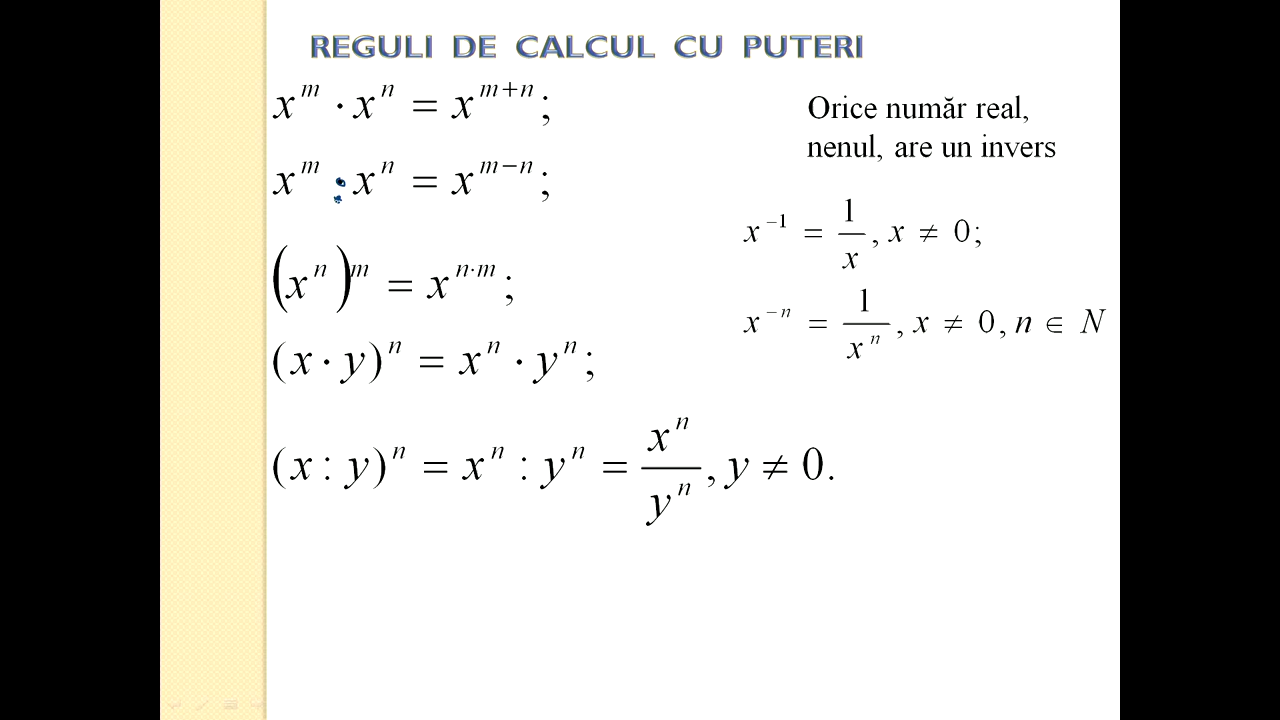 REGULI DE CALCUL CU PUTERI
x^m · x^n = x^{m+n} ;
x^m : x^n = x^{m−n} ;
(x^n)^m = x^{n·m} ;
(x · y)^n = x^n · y^n ;
(x : y)^n = x^n : y^n = x^n / y^n , y ≠ 0.
Orice număr real,
nenul, are un invers
x^{−1} = 1 / x , x ≠ 0 ;
x^{−n} = 1 / x^n , x ≠ 0 , n ∈ N